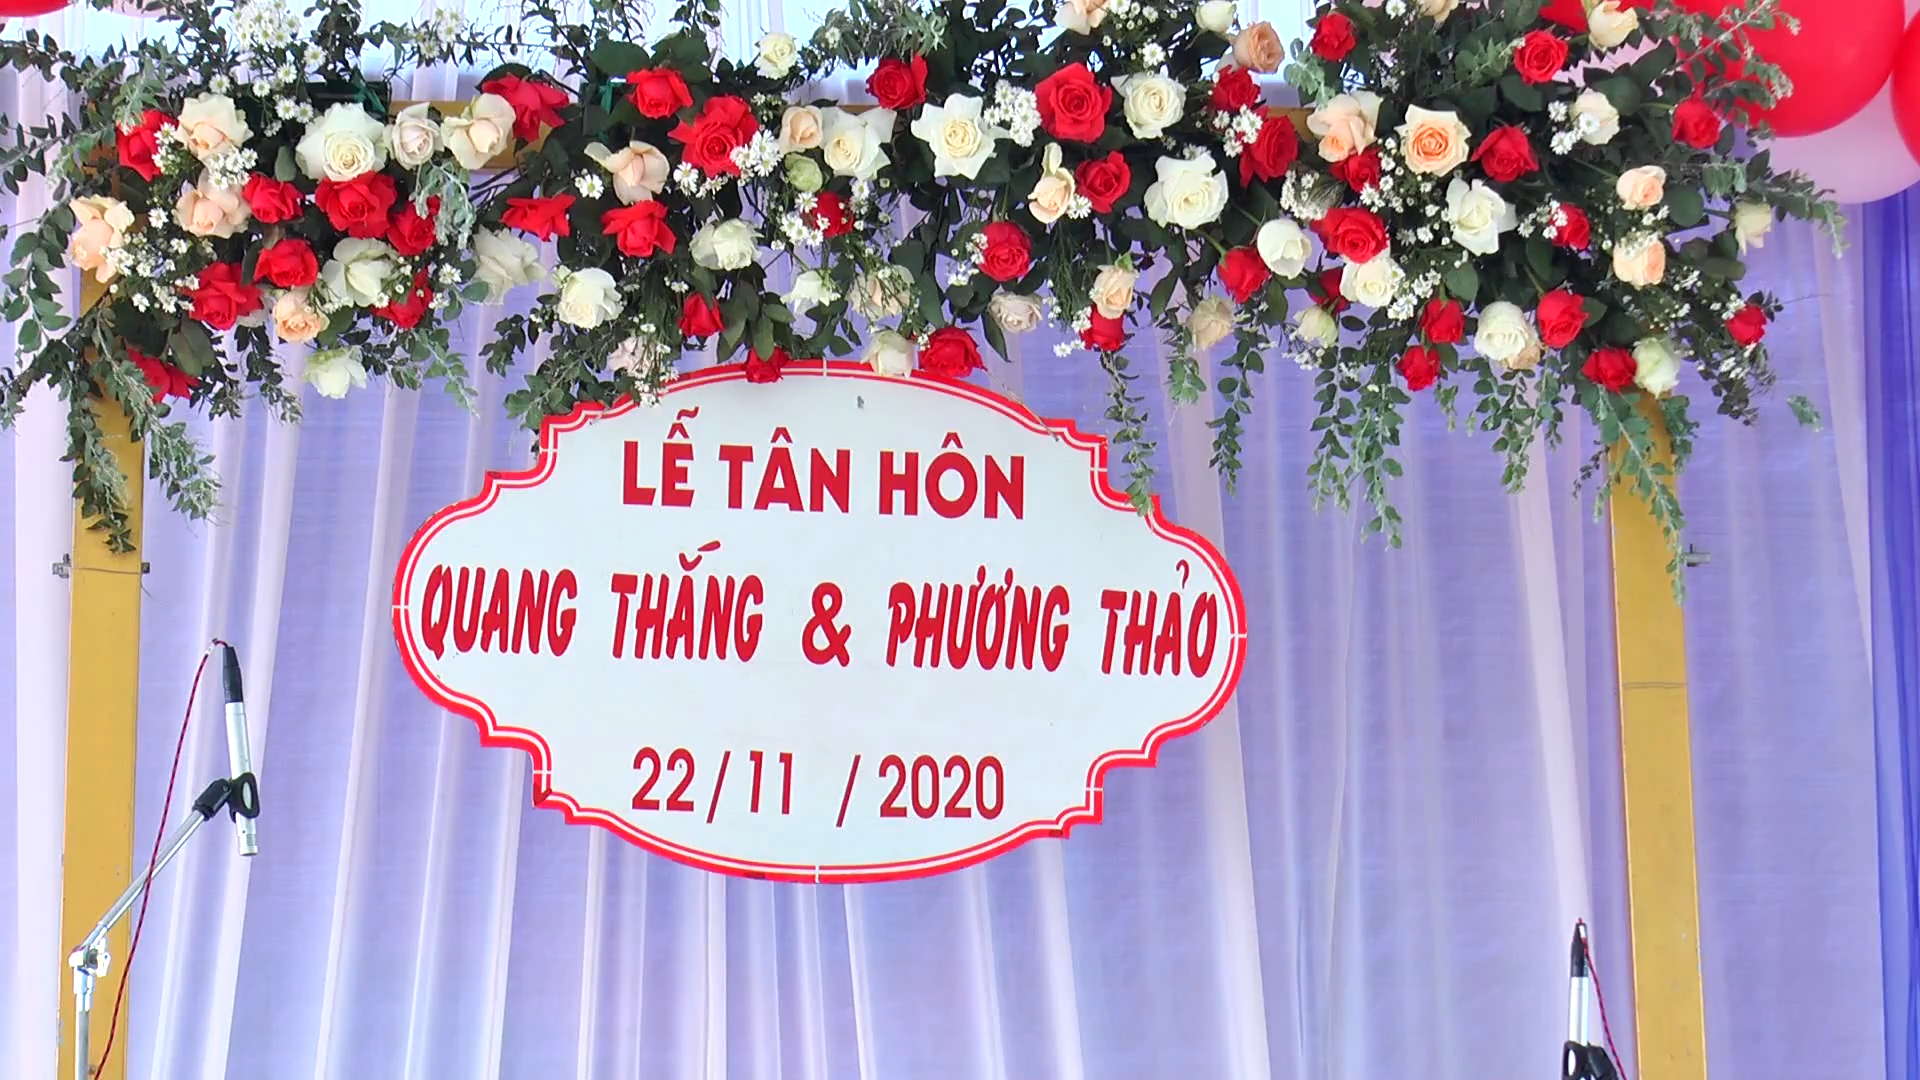 LỄ TÂN HÔN
QUANG THẮNG & PHƯƠNG THẢO
22/11 /2020